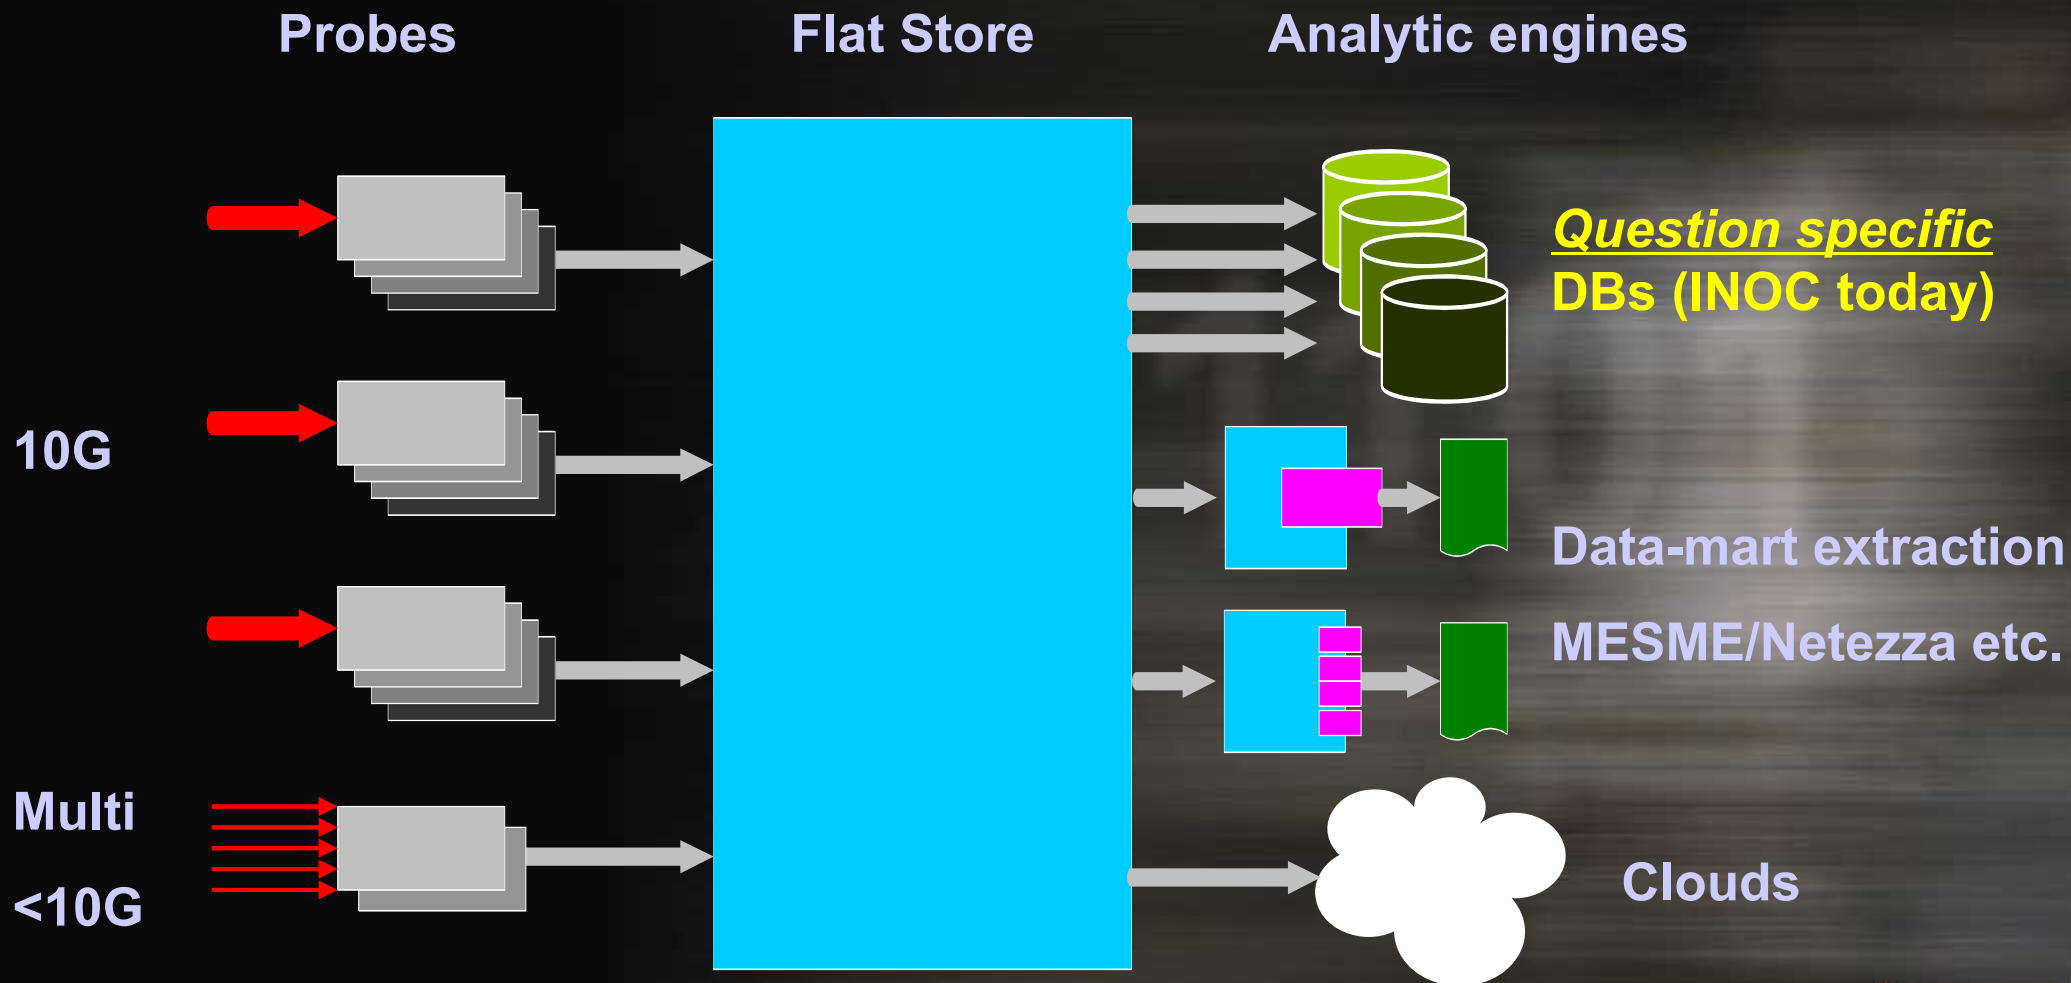 Probes
Flat Store
Analytic engines
Question specific
DBs (INOC today)
10G
Data-mart extraction
MESME/Netezza etc.
Multi
<10G
Clouds